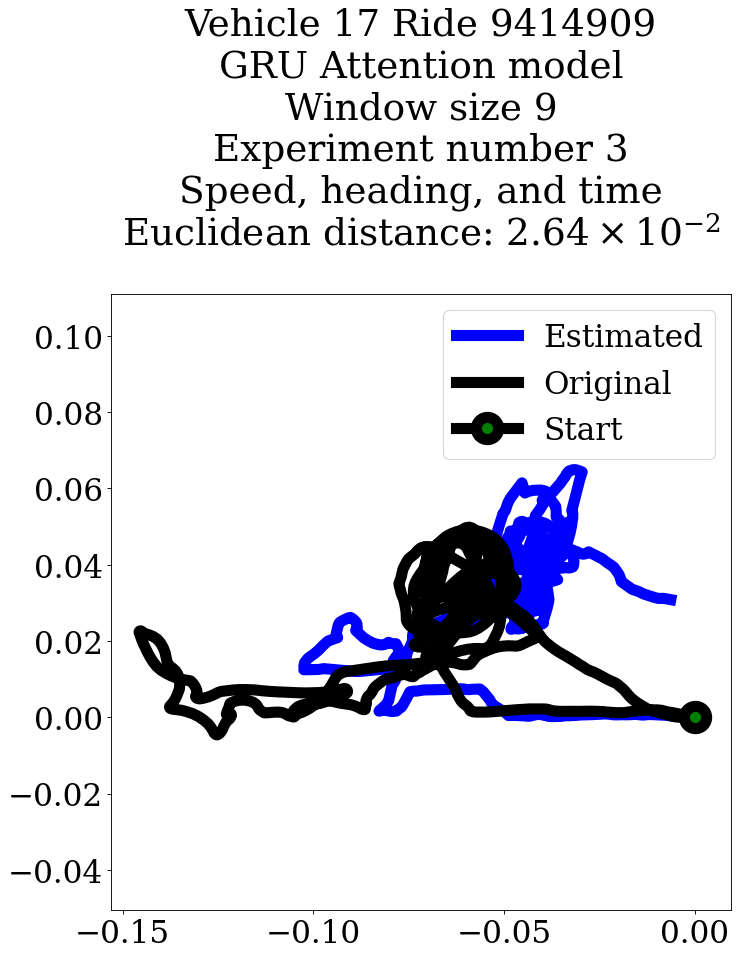 Vehicle 17 Ride 9414909
GRU Attention model
Window size 9
Experiment number 3
Speed, heading, and time
Euclidean distance: 2.64 × 10⁻²
Estimated
Original
Start
0.10
0.08
0.06
0.04
0.02
0.00
−0.02
−0.04
−0.15 −0.10 −0.05 0.00